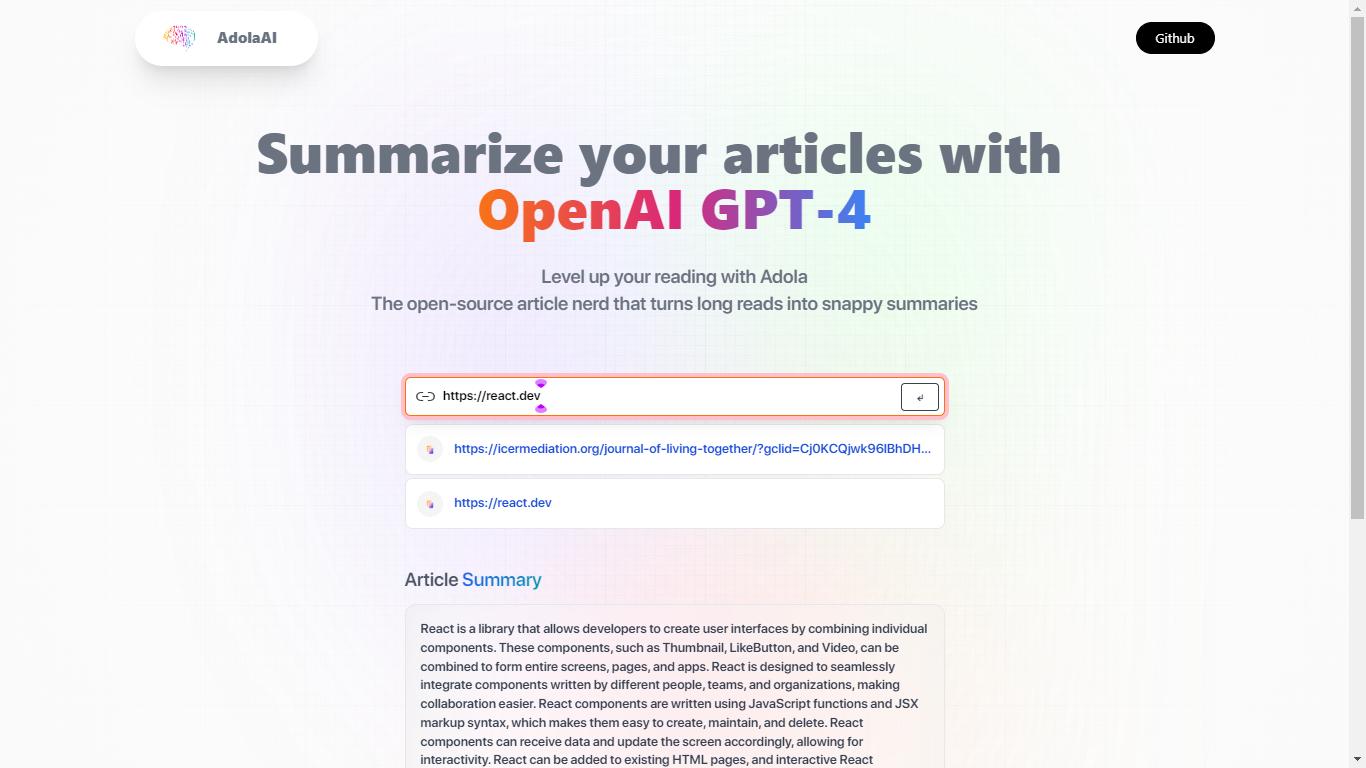 AdolaAI
Github
Summarize your articles with
OpenAI GPT-4
Level up your reading with Adola
The open-source article nerd that turns long reads into snappy summaries
https://react.dev
https://icermediation.org/journal-of-living-together/?gclid=Cj0KCQjwk96lBhDH...
https://react.dev
Article Summary
React is a library that allows developers to create user interfaces by combining individual
components. These components, such as Thumbnail, LikeButton, and Video, can be
combined to form entire screens, pages, and apps. React is designed to seamlessly
integrate components written by different people, teams, and organizations, making
collaboration easier. React components are written using JavaScript functions and JSX
markup syntax, which makes them easy to create, maintain, and delete. React
components can receive data and update the screen accordingly, allowing for
interactivity. React can be added to existing HTML pages, and interactive React